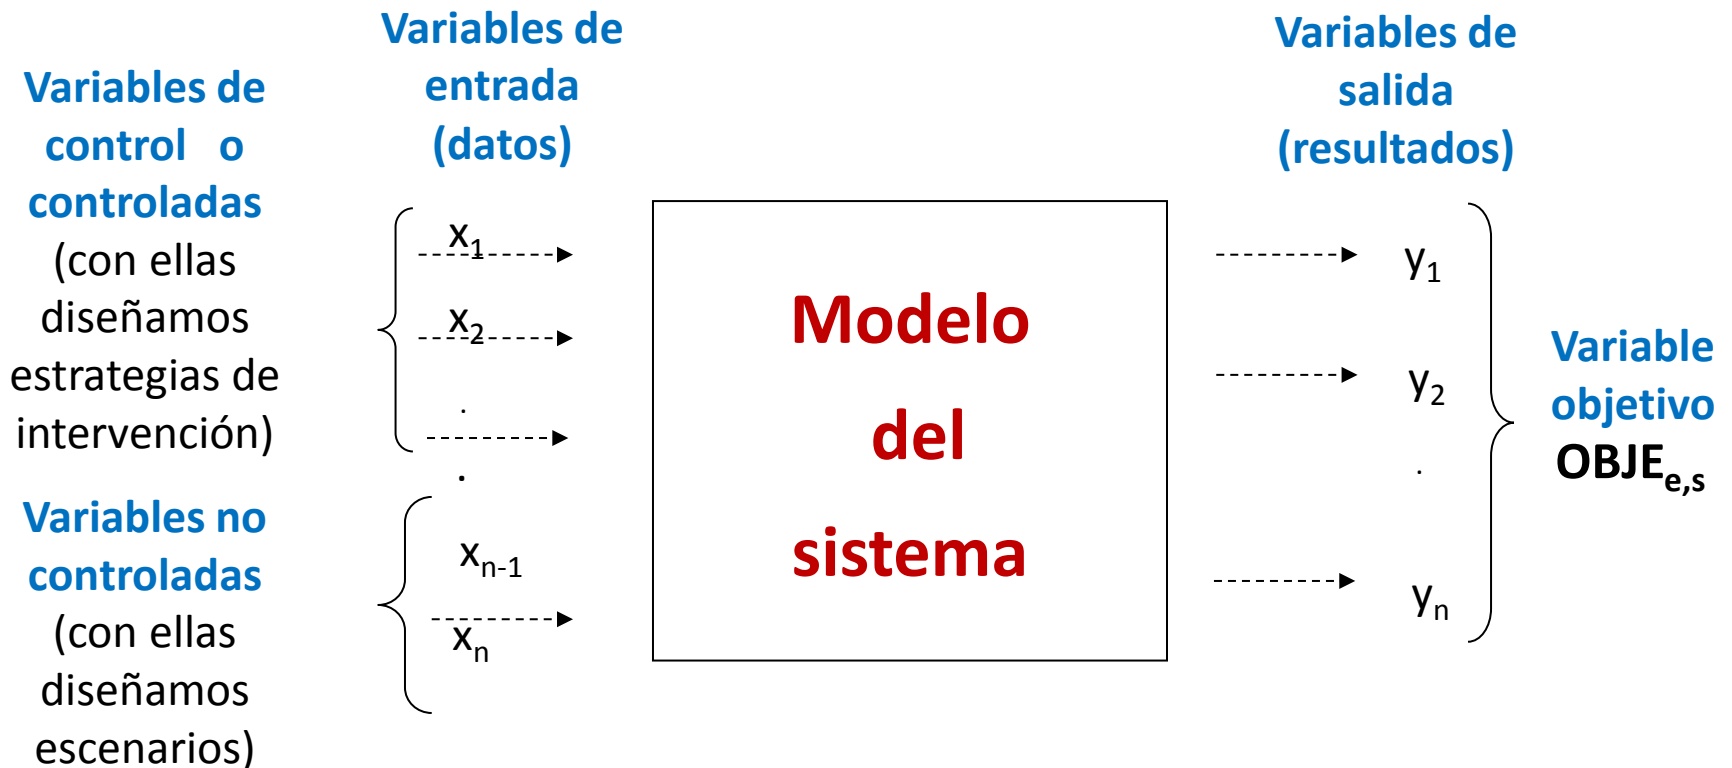 Variables de
control o
controladas
(con ellas
diseñamos
estrategias de
intervención)
Variables no
controladas
(con ellas
diseñamos
escenarios)
Variables de
entrada
(datos)
x1
x2
.
.
xn-1
xn
Modelo
del
sistema
Variables de
salida
(resultados)
y1
y2
.
yn
Variable
objetivo
OBJEe,s